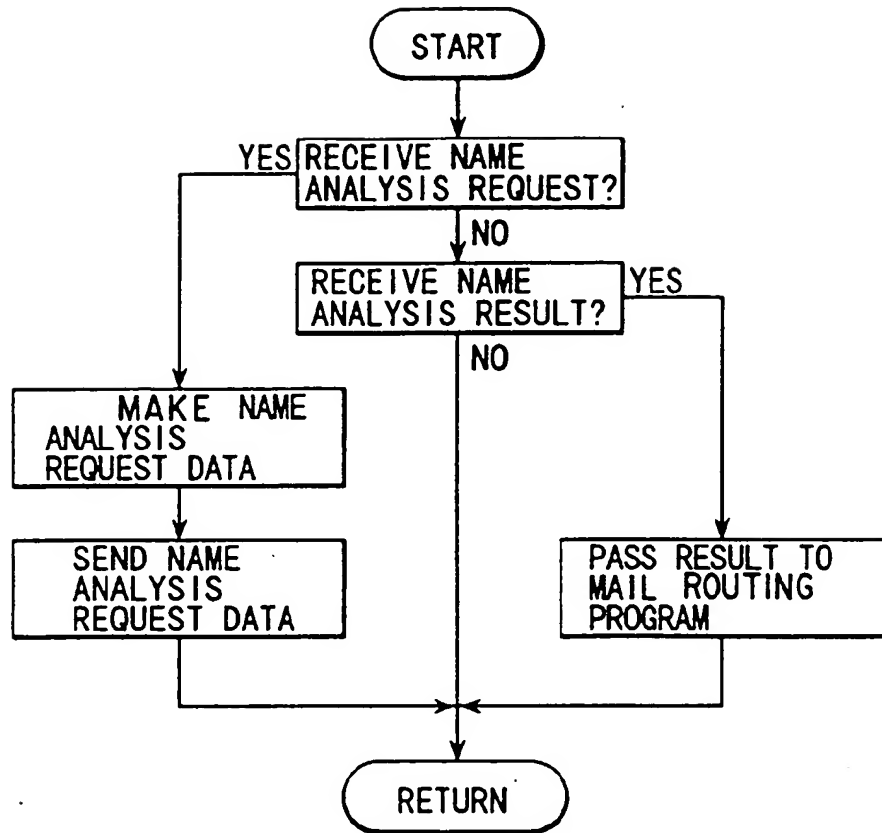 START
YES
RECEIVE NAME
ANALYSIS REQUEST?
NO
RECEIVE NAME
ANALYSIS RESULT?
YES
NO
MAKE NAME
ANALYSIS
REQUEST DATA
SEND NAME
ANALYSIS
REQUEST DATA
PASS RESULT TO
MAIL ROUTING
PROGRAM
RETURN